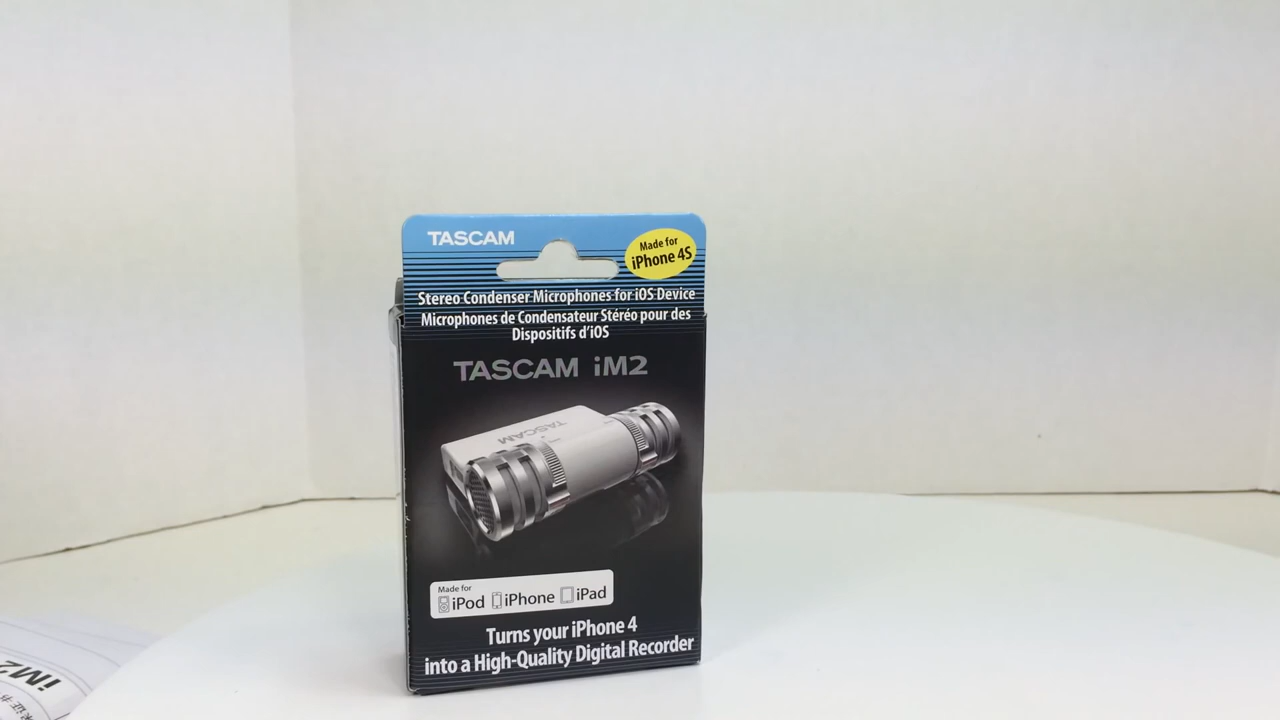 TASCAM
Made for
iPhone 4S
Stereo Condenser Microphones for iOS Device
Microphones de Condensateur Stéréo pour des
Dispositifs d'iOS
TASCAM iM2
TASCAM
Made for
iPod iPhone iPad
Turns your iPhone 4
into a High-Quality Digital Recorder
iM2